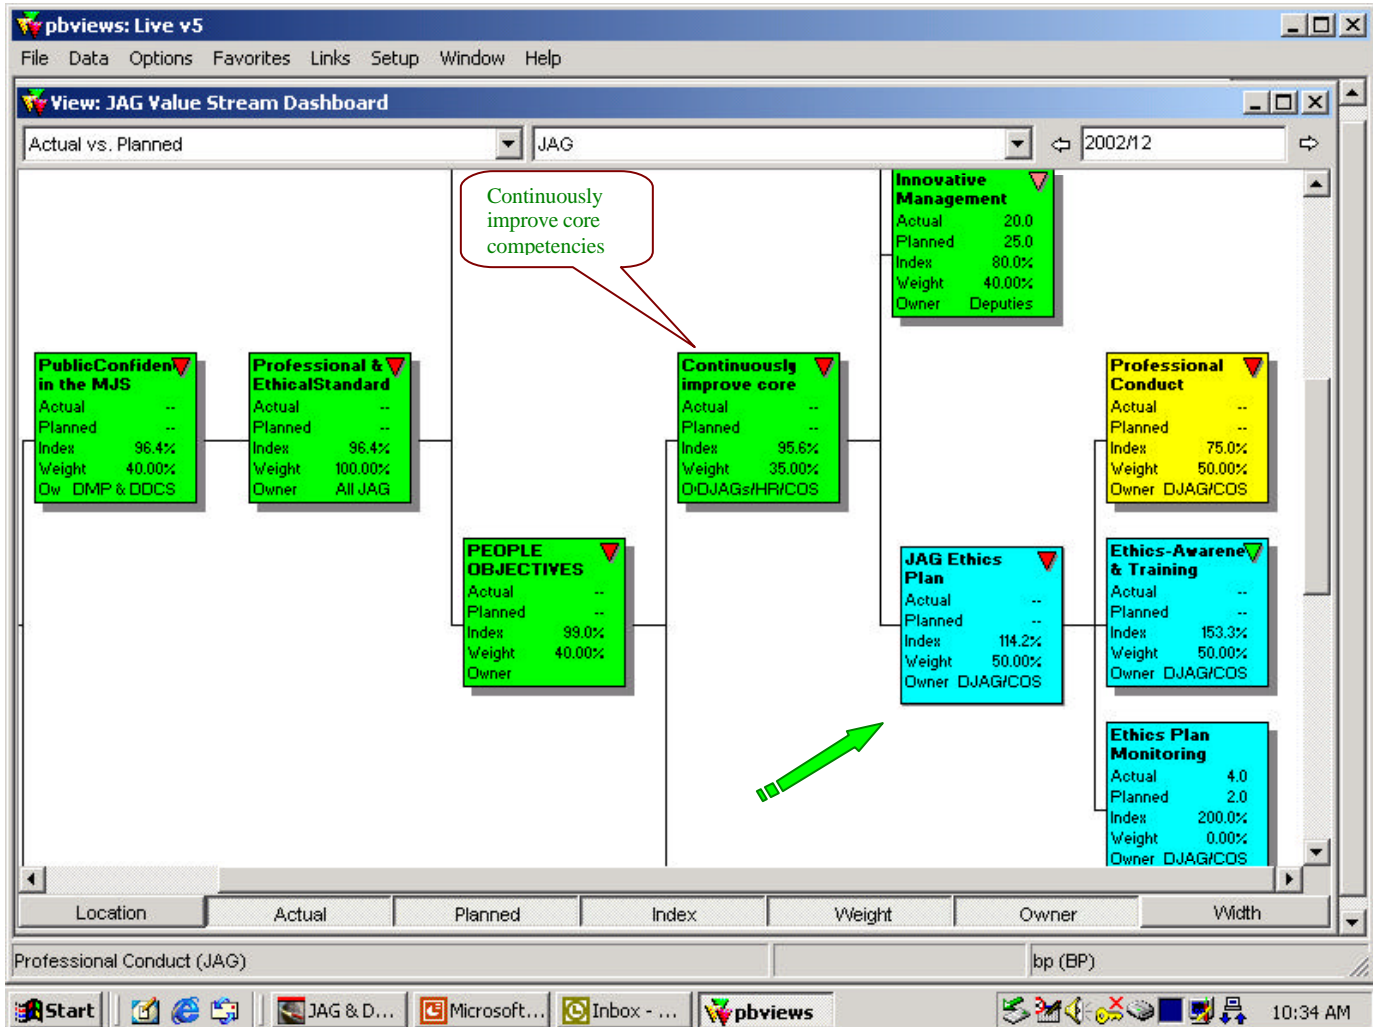 pbviews: Live v5
File Data Options Favorites Links Setup Window Help
View: JAG Value Stream Dashboard
Actual vs. Planned JAG 2002/12
Continuously
improve core
competencies
Innovative
Management
Actual 20.0
Planned 25.0
Index 80.0%
Weight 40.00%
Owner Deputies
PublicConfiden
in the MJS
Actual --
Planned --
Index 96.4%
Weight 40.00%
Ow DMP & DDCS
Professional &
EthicalStandard
Actual --
Planned --
Index 96.4%
Weight 100.00%
Owner All JAG
Continuously
improve core
Actual --
Planned --
Index 95.6%
Weight 35.00%
O DJAGs/HR/COS
Professional
Conduct
Actual --
Planned --
Index 75.0%
Weight 50.00%
Owner DJAG/COS
PEOPLE
OBJECTIVES
Actual --
Planned --
Index 99.0%
Weight 40.00%
Owner
JAG Ethics
Plan
Actual --
Planned --
Index 114.2%
Weight 50.00%
Owner DJAG/COS
Ethics-Awarene
& Training
Actual --
Planned --
Index 153.3%
Weight 50.00%
Owner DJAG/COS
Ethics Plan
Monitoring
Actual 4.0
Planned 2.0
Index 200.0%
Weight 0.00%
Owner DJAG/COS
Location Actual Planned Index Weight Owner Width
Professional Conduct (JAG) bp (BP)
Start JAG & D... Microsoft... Inbox - ... pbviews 10:34 AM